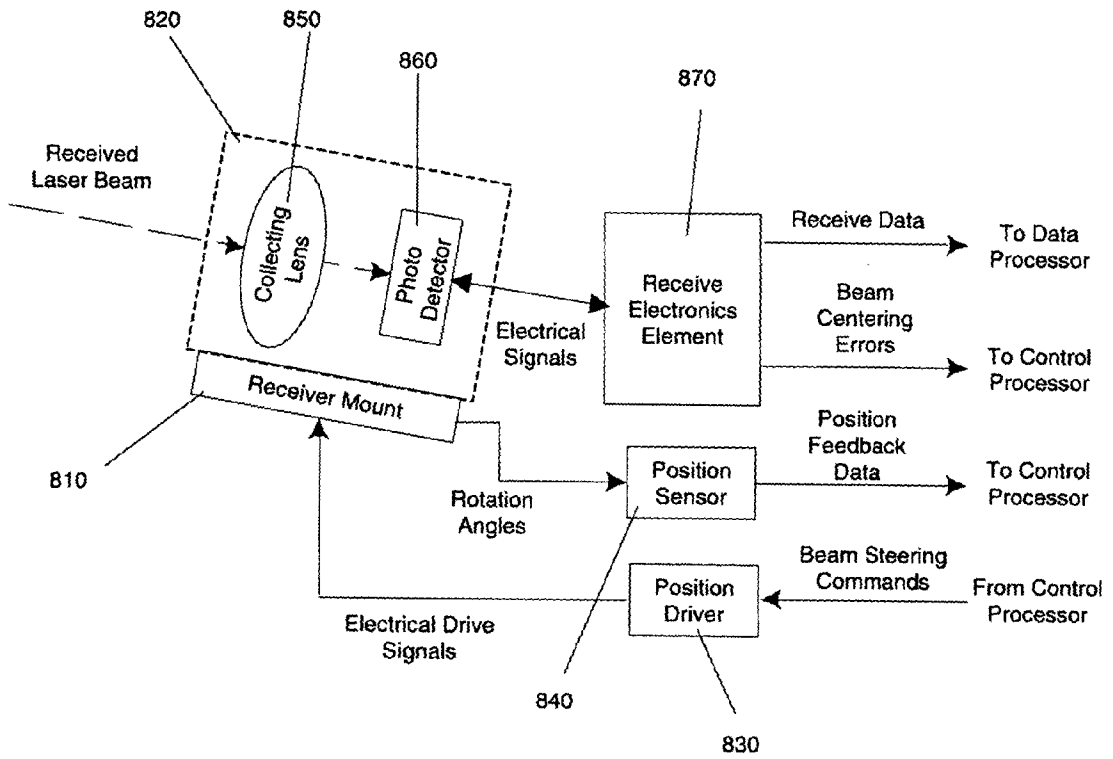 820
850
860
870
Received
Laser Beam
Collecting
Lens
Photo
Detector
Electrical
Signals
Receive
Electronics
Element
Receive Data
To Data
Processor
Beam
Centering
Errors
To Control
Processor
Receiver Mount
810
Rotation
Angles
Position
Sensor
Position
Feedback
Data
To Control
Processor
Electrical Drive
Signals
Position
Driver
Beam Steering
Commands
From Control
Processor
840
830